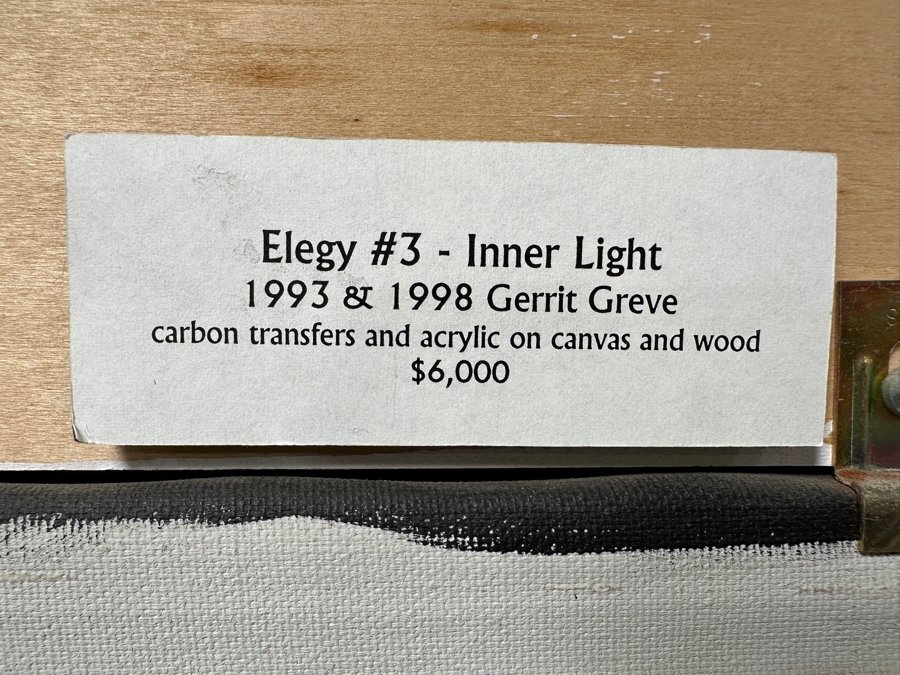 Elegy #3 - Inner Light
1993 & 1998 Gerrit Greve
carbon transfers and acrylic on canvas and wood
$6,000